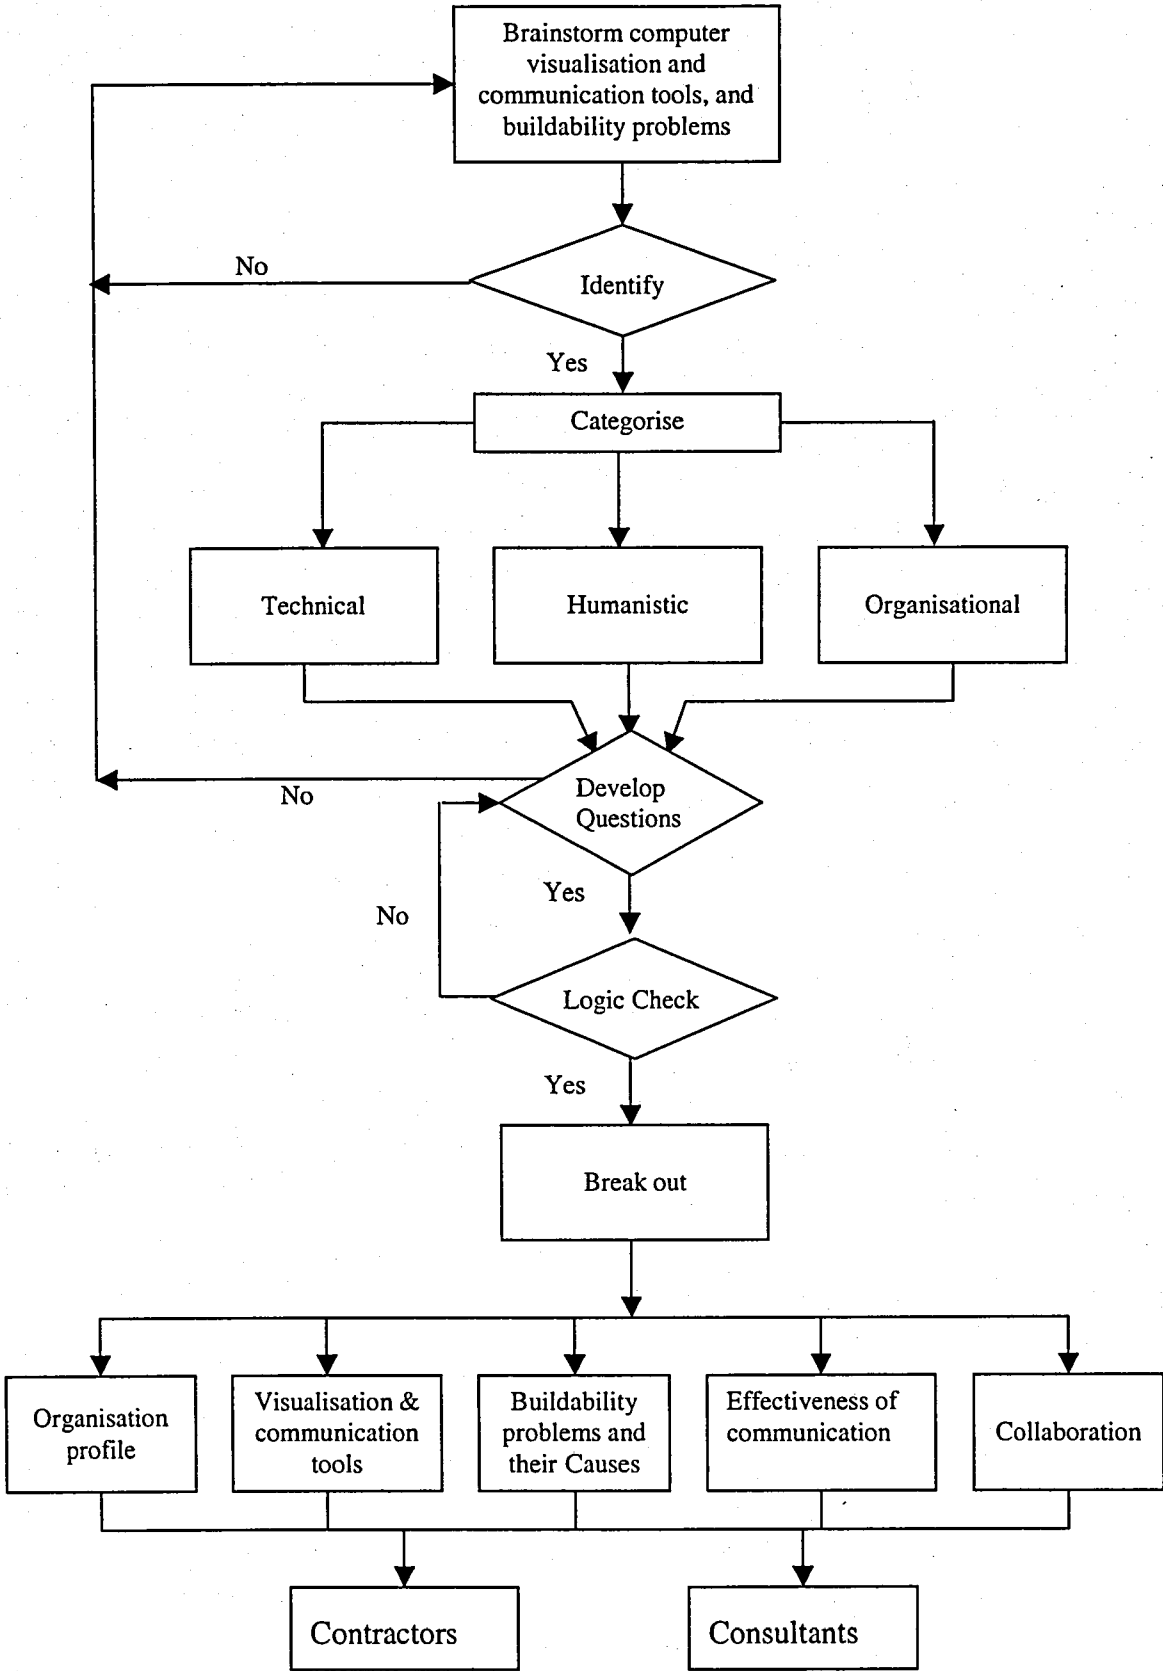 Brainstorm computer
visualisation and
communication tools, and
buildability problems
No
Identify
Yes
Categorise
Technical
Humanistic
Organisational
No
Develop
Questions
Yes
No
Logic Check
Yes
Break out
Organisation
profile
Visualisation &
communication
tools
Buildability
problems and
their Causes
Effectiveness of
communication
Collaboration
Contractors
Consultants